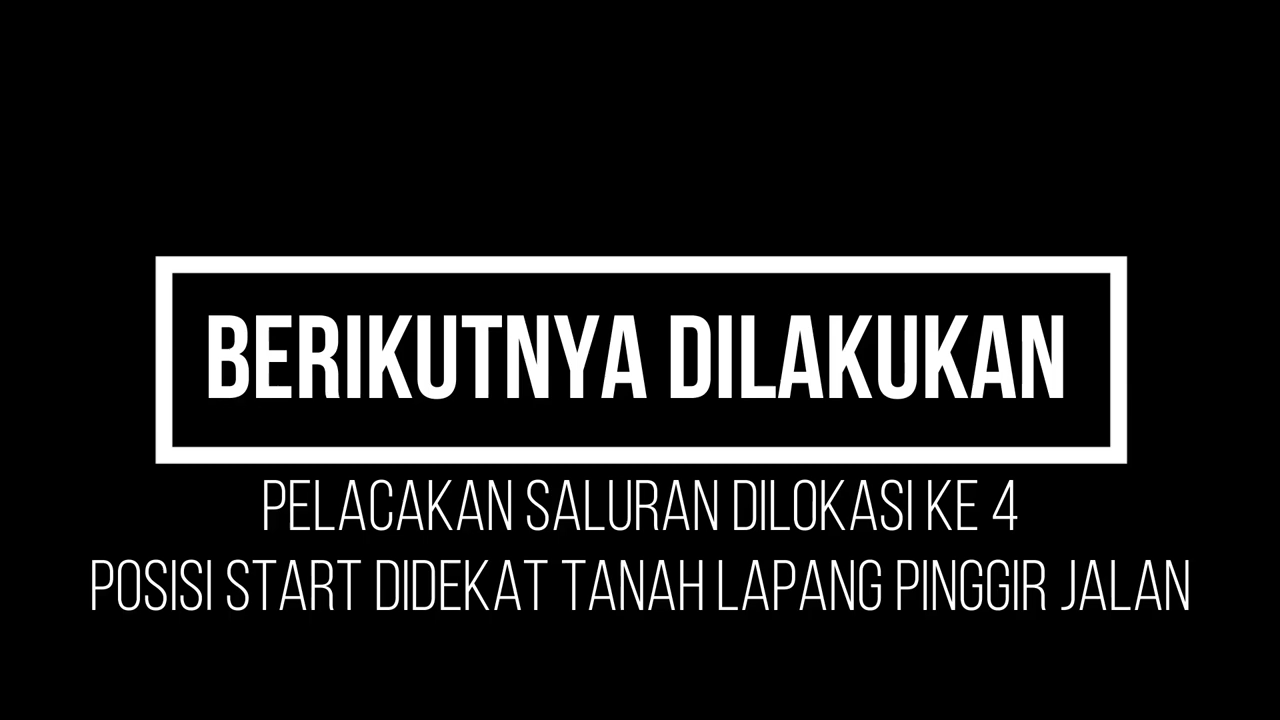 BERIKUTNYA DILAKUKAN
PELACAKAN SALURAN DILOKASI KE 4
POSISI START DIDEKAT TANAH LAPANG PINGGIR JALAN